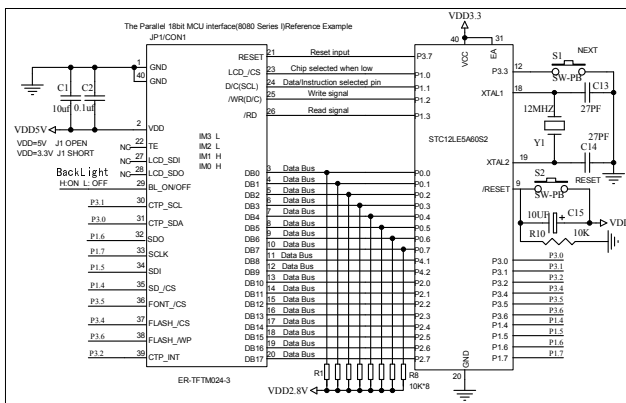 The Parallel 18bit MCU interface(8080 Series I)Reference Example
JP1/CON1
VDD3.3
40
31
VCC
EA
GND
1
GND
40
C1
10uf
C2
0.1uf
VDD5V
2
VDD
VDD=5V J1 OPEN
VDD=3.3V J1 SHORT
NC
22
TE
27
LCD_SDI
NC
28
LCD_SDO
BackLight
H:ON L: OFF
29
BL_ON/OFF
P3.1
30
CTP_SCL
P3.0
31
CTP_SDA
P1.6
32
SDO
P1.7
33
SCLK
P1.5
34
SDI
P1.4
35
SD_/CS
P3.5
36
FONT_/CS
P3.4
37
FLASH_/CS
P3.6
38
FLASH_/WP
P3.2
39
CTP_INT
ER-TFTM024-3
IM3 L
IM2 L
IM1 H
IM0 H
RESET 21 Reset input P3.7
LCD_/CS 23 Chip selected when low P1.0
D/C(SCL) 24 Data/Instruction selected pin P1.1
/WR(D/C) 25 Write signal P1.2
/RD 26 Read signal P1.3
DB0 3 Data Bus P0.0
DB1 4 Data Bus P0.1
DB2 5 Data Bus P0.2
DB3 6 Data Bus P0.3
DB4 7 Data Bus P0.4
DB5 8 Data Bus P0.5
DB6 9 Data Bus P0.6
DB7 10 Data Bus P0.7
DB8 11 Data Bus P4.1
DB9 12 Data Bus P4.2
DB10 13 Data Bus P2.0
DB11 14 Data Bus P2.1
DB12 15 Data Bus P2.2
DB13 16 Data Bus P2.3
DB14 17 Data Bus P2.4
DB15 18 Data Bus P2.5
DB16 19 Data Bus P2.6
DB17 20 Data Bus P2.7
R1
R8
10K*8
VDD2.8V
STC12LE5A60S2
GND
20
P3.3 12
S1
NEXT
SW-PB
XTAL1 18
C13
27PF
12MHZ
Y1
27PF
C14
XTAL2 19
S2
RESET
SW-PB
/RESET 9
10UF
C15
VDD
R10
10K
P3.0 P3.0
P3.1 P3.1
P3.2 P3.2
P3.4 P3.4
P3.5 P3.5
P3.6 P3.6
P1.4 P1.4
P1.5 P1.5
P1.6 P1.6
P1.7 P1.7